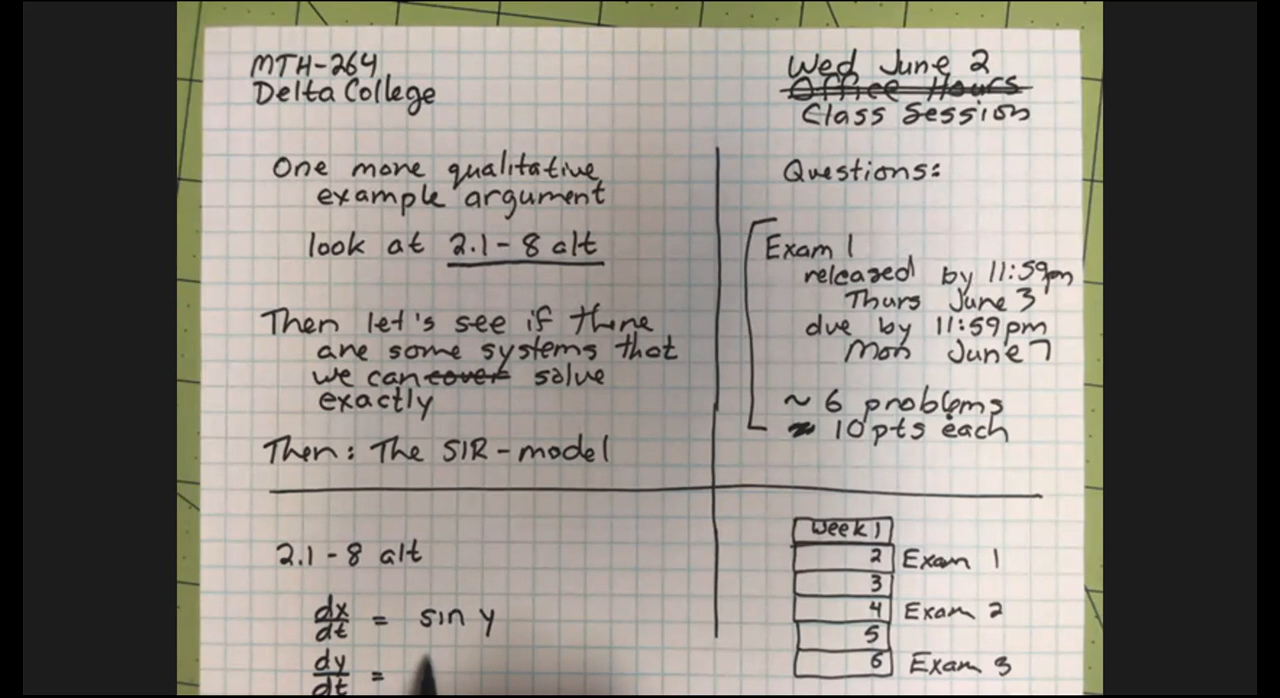 MTH-264
Delta College
Wed June 2
Office Hours
Class Session
One more qualitative
example argument
look at 2.1-8 alt
Then let's see if there
are some systems that
we can cover solve
exactly
Then: The SIR-model
Questions:
Exam 1
released by 11:59pm
Thurs June 3
due by 11:59pm
Mon June 7
~ 6 problems
~ 10 pts each
2.1-8 alt
dx/dt = sin y
dy/dt =
Week 1
2 Exam 1
3
4 Exam 2
5
6 Exam 3